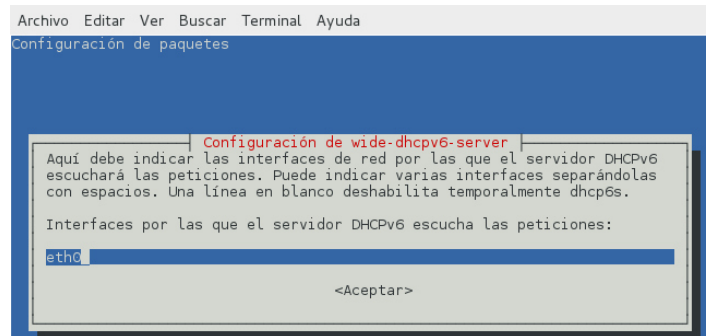 Archivo Editar Ver Buscar Terminal Ayuda
Configuración de paquetes
Configuración de wide-dhcpv6-server
Aquí debe indicar las interfaces de red por las que el servidor DHCPv6
escuchará las peticiones. Puede indicar varias interfaces separándolas
con espacios. Una línea en blanco deshabilita temporalmente dhcp6s.
Interfaces por las que el servidor DHCPv6 escucha las peticiones:
eth0
<Aceptar>